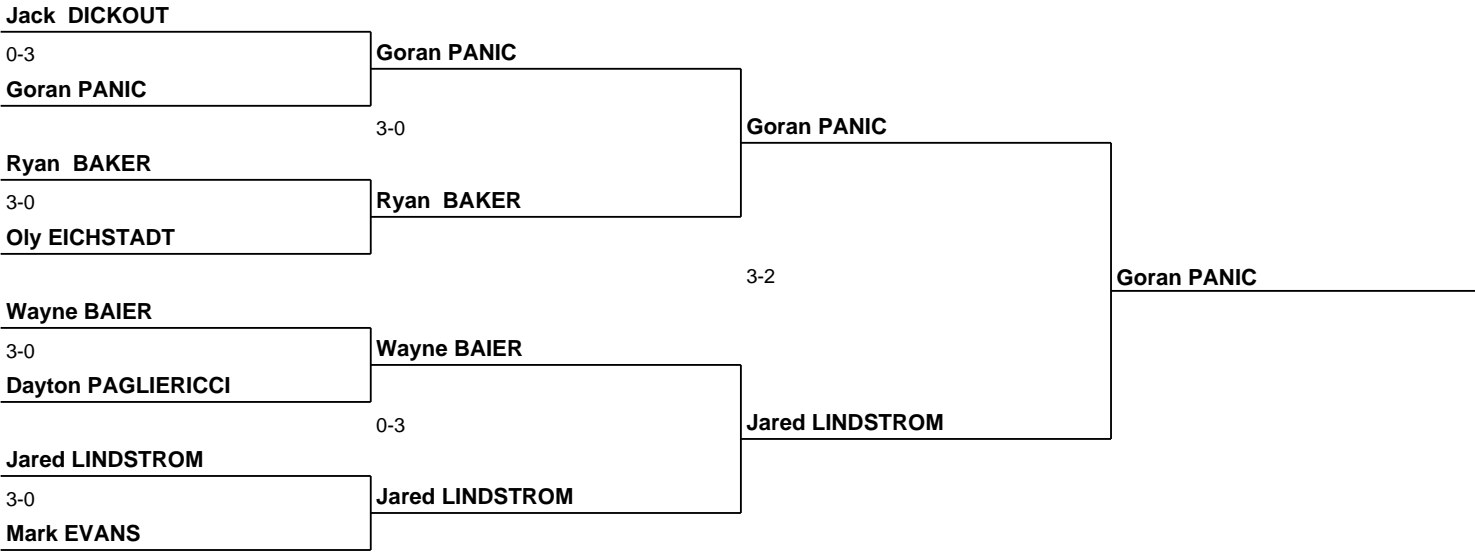 Jack  DICKOUT
0-3
Goran PANIC
Goran PANIC
3-0
Goran PANIC
Ryan  BAKER
3-0
Ryan  BAKER
Oly EICHSTADT
3-2
Goran PANIC
Wayne BAIER
3-0
Wayne BAIER
Dayton PAGLIERICCI
0-3
Jared LINDSTROM
Jared LINDSTROM
3-0
Jared LINDSTROM
Mark EVANS